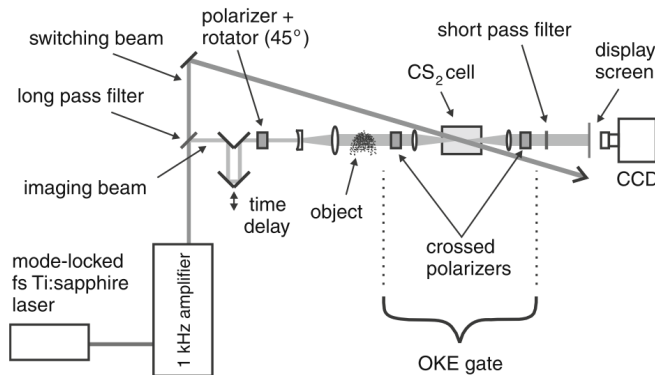 polarizer +
rotator (45°)
switching beam
short pass filter
display
screen
CS2 cell
long pass filter
imaging beam
time
delay
object
CCD
crossed
polarizers
mode-locked
fs Ti:sapphire
laser
1 kHz amplifier
OKE gate